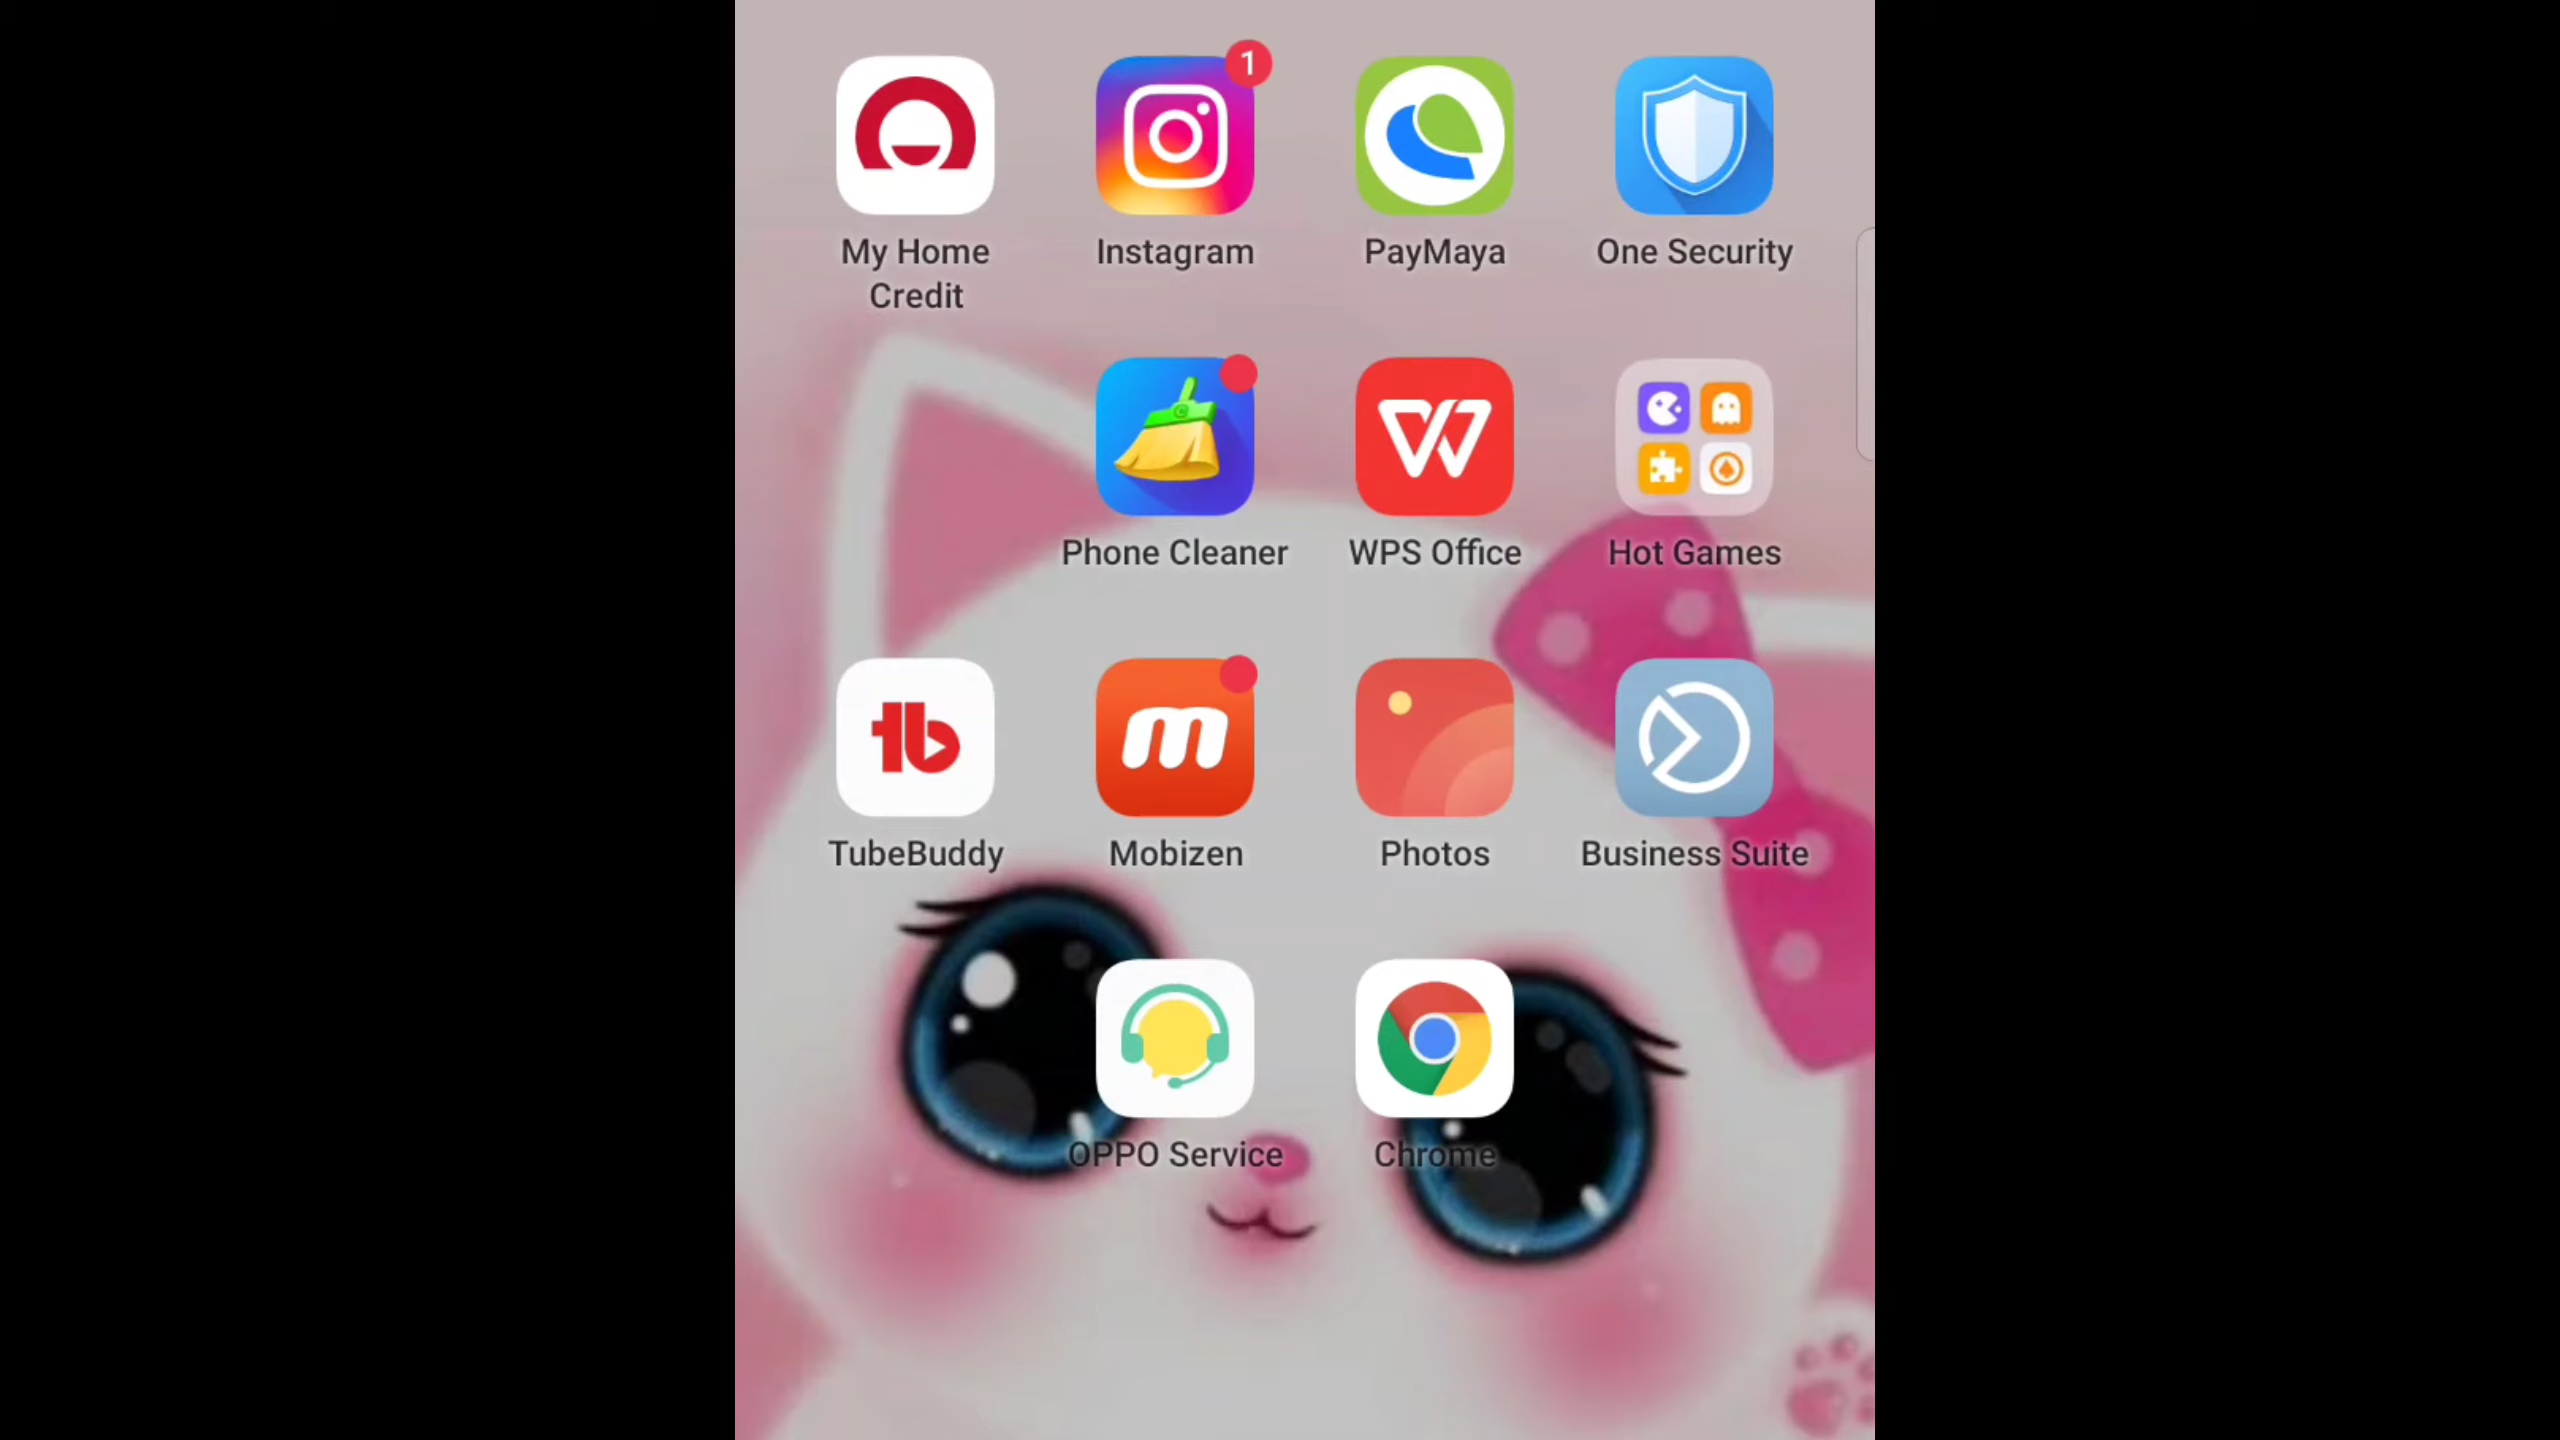 1
My Home
Credit
Instagram
PayMaya
One Security
Phone Cleaner
WPS Office
Hot Games
TubeBuddy
Mobizen
Photos
Business Suite
OPPO Service
Chrome